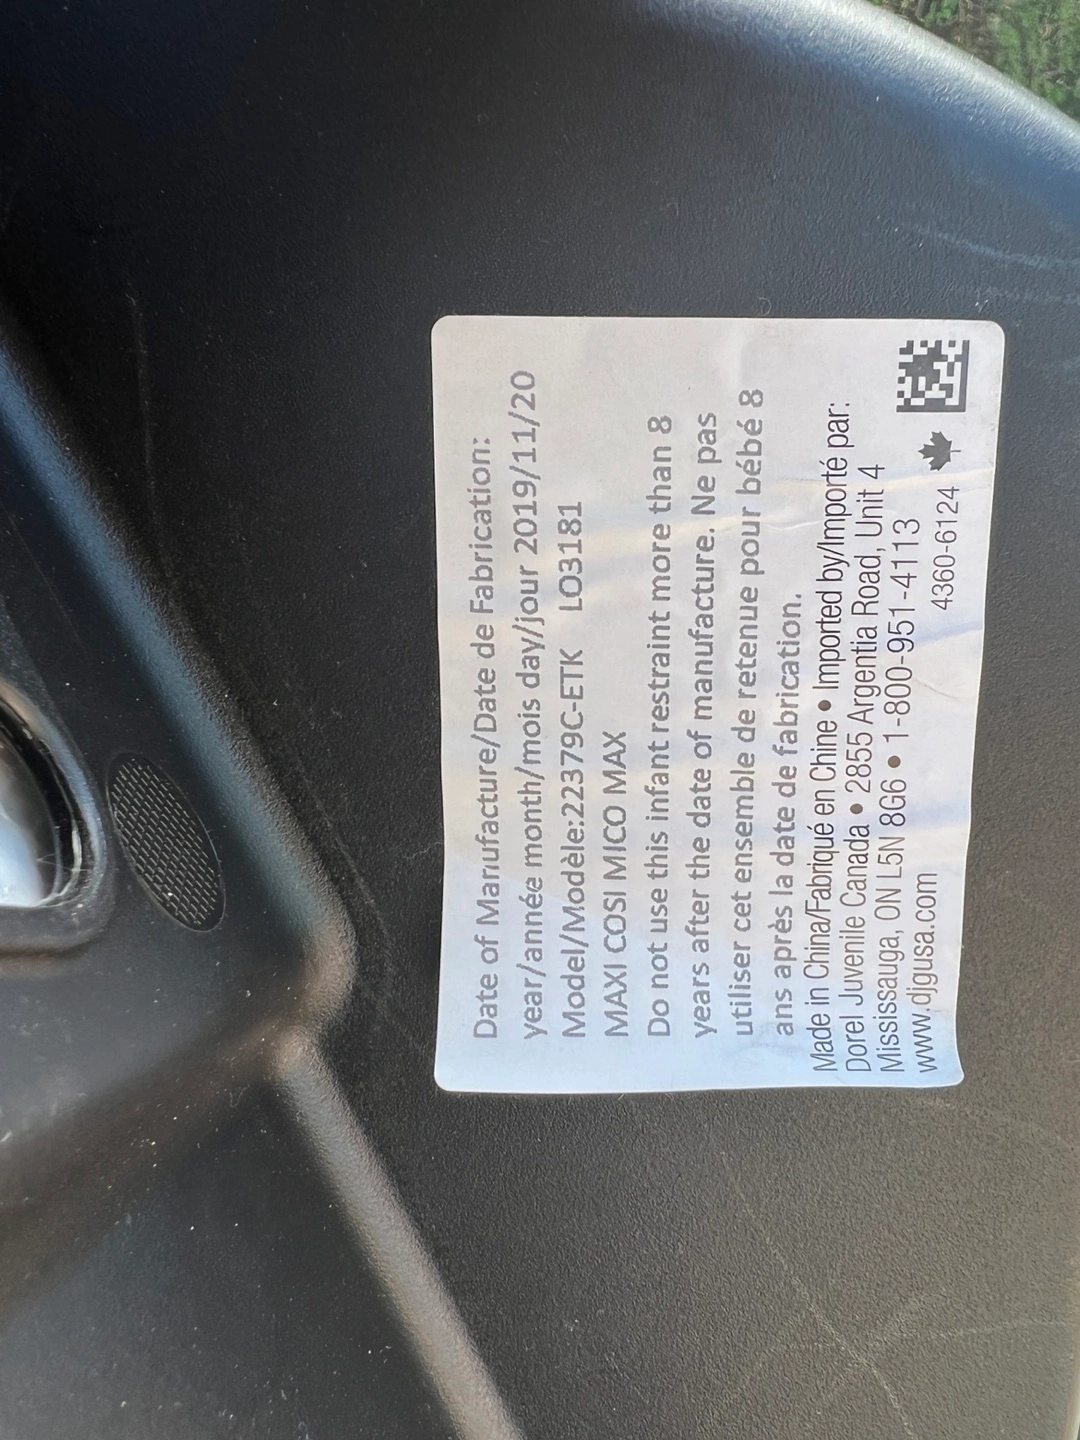 Date of Manufacture/Date de Fabrication:
year/année month/mois day/jour 2019/11/20
Model/Modèle:22379C-ETK LO3181
MAXI COSI MICO MAX
Do not use this infant restraint more than 8
years after the date of manufacture. Ne pas
utiliser cet ensemble de retenue pour bébé 8
ans après la date de fabrication.
Made in China/Fabriqué en Chine • Imported by/Importé par:
Dorel Juvenile Canada • 2855 Argentia Road, Unit 4
Mississauga, ON L5N 8G6 • 1-800-951-4113
www.djgusa.com 4360-6124